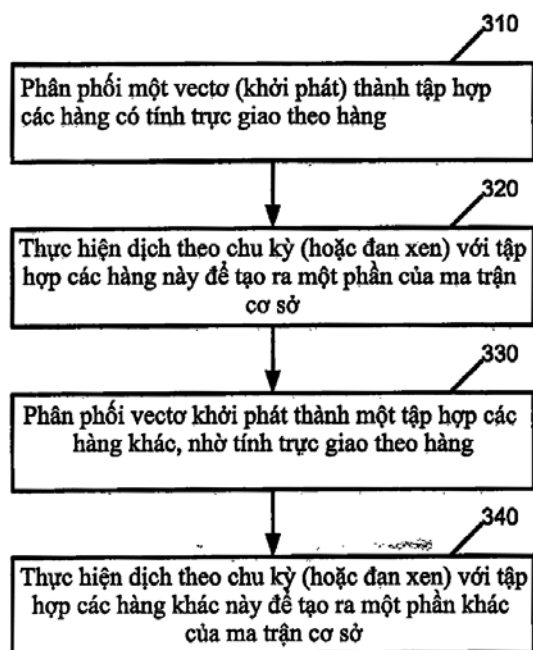 310
Phân phối một vectơ (khởi phát) thành tập hợp
các hàng có tính trực giao theo hàng
320
Thực hiện dịch theo chu kỳ (hoặc đan xen) với tập
hợp các hàng này để tạo ra một phần của ma trận
cơ sở
330
Phân phối vectơ khởi phát thành một tập hợp các
hàng khác, nhờ tính trực giao theo hàng
340
Thực hiện dịch theo chu kỳ (hoặc đan xen) với tập
hợp các hàng khác này để tạo ra một phần khác
của ma trận cơ sở